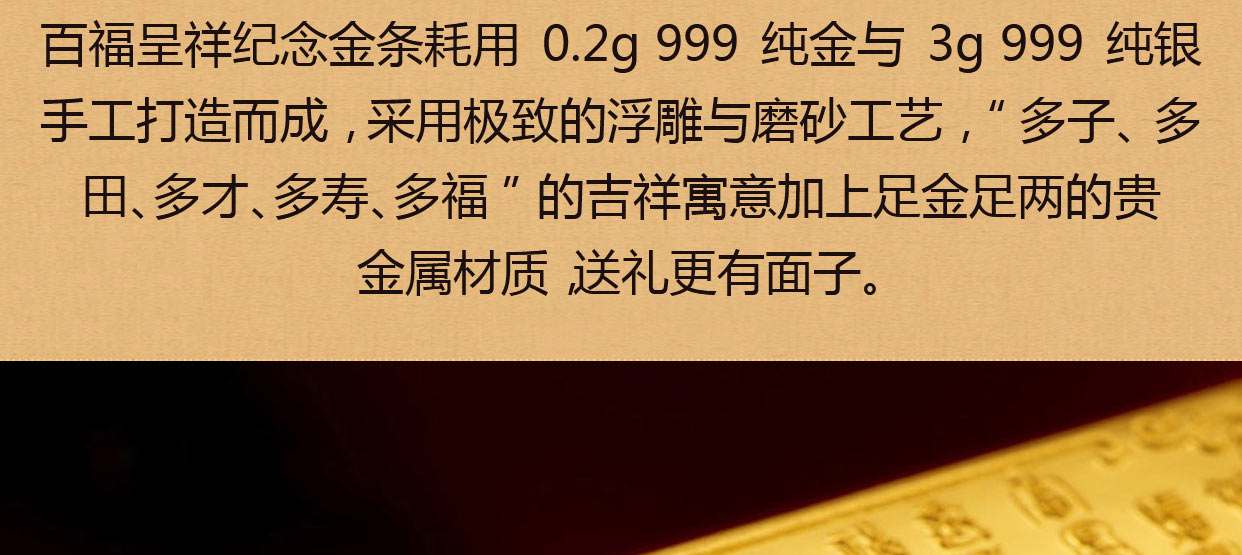 百福呈祥纪念金条耗用 0.2g 999 纯金与 3g 999 纯银
手工打造而成，采用极致的浮雕与磨砂工艺，“ 多子、多
田、多才、多寿、多福 ” 的吉祥寓意加上足金足两的贵
金属材质，送礼更有面子。